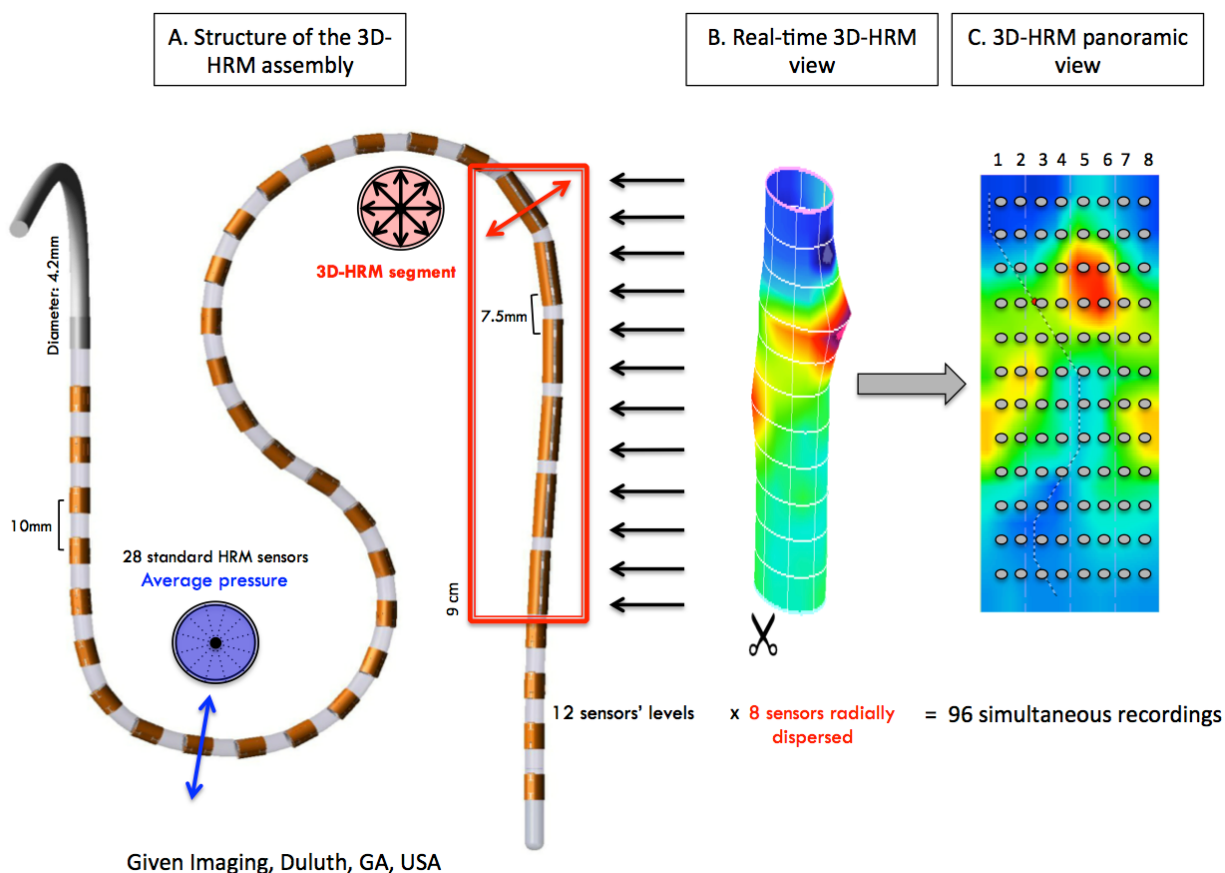 A. Structure of the 3D-
HRM assembly
B. Real-time 3D-HRM
view
C. 3D-HRM panoramic
view
1 2 3 4 5 6 7 8
Diameter: 4.2mm
3D-HRM segment
7.5mm
10mm
28 standard HRM sensors
Average pressure
9 cm
12 sensors’ levels x 8 sensors radially = 96 simultaneous recordings
dispersed
Given Imaging, Duluth, GA, USA